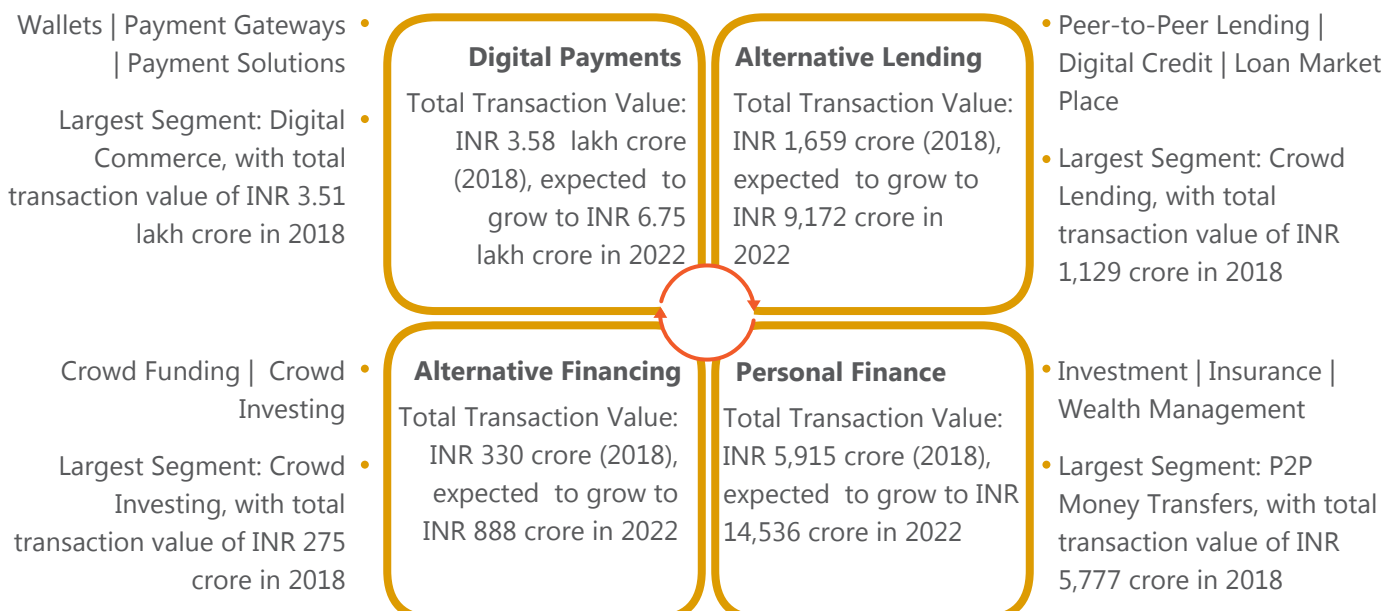 Wallets | Payment Gateways
| Payment Solutions
Largest Segment: Digital
Commerce, with total
transaction value of INR 3.51
lakh crore in 2018
Digital Payments
Total Transaction Value:
INR 3.58 lakh crore
(2018), expected to
grow to INR 6.75
lakh crore in 2022
Alternative Lending
Total Transaction Value:
INR 1,659 crore (2018),
expected to grow to
INR 9,172 crore in
2022
• Peer-to-Peer Lending |
Digital Credit | Loan Market
Place
• Largest Segment: Crowd
Lending, with total
transaction value of INR
1,129 crore in 2018
Crowd Funding | Crowd
Investing
Largest Segment: Crowd
Investing, with total
transaction value of INR 275
crore in 2018
Alternative Financing
Total Transaction Value:
INR 330 crore (2018),
expected to grow to
INR 888 crore in 2022
Personal Finance
Total Transaction Value:
INR 5,915 crore (2018),
expected to grow to INR
14,536 crore in 2022
• Investment | Insurance |
Wealth Management
• Largest Segment: P2P
Money Transfers, with total
transaction value of INR
5,777 crore in 2018